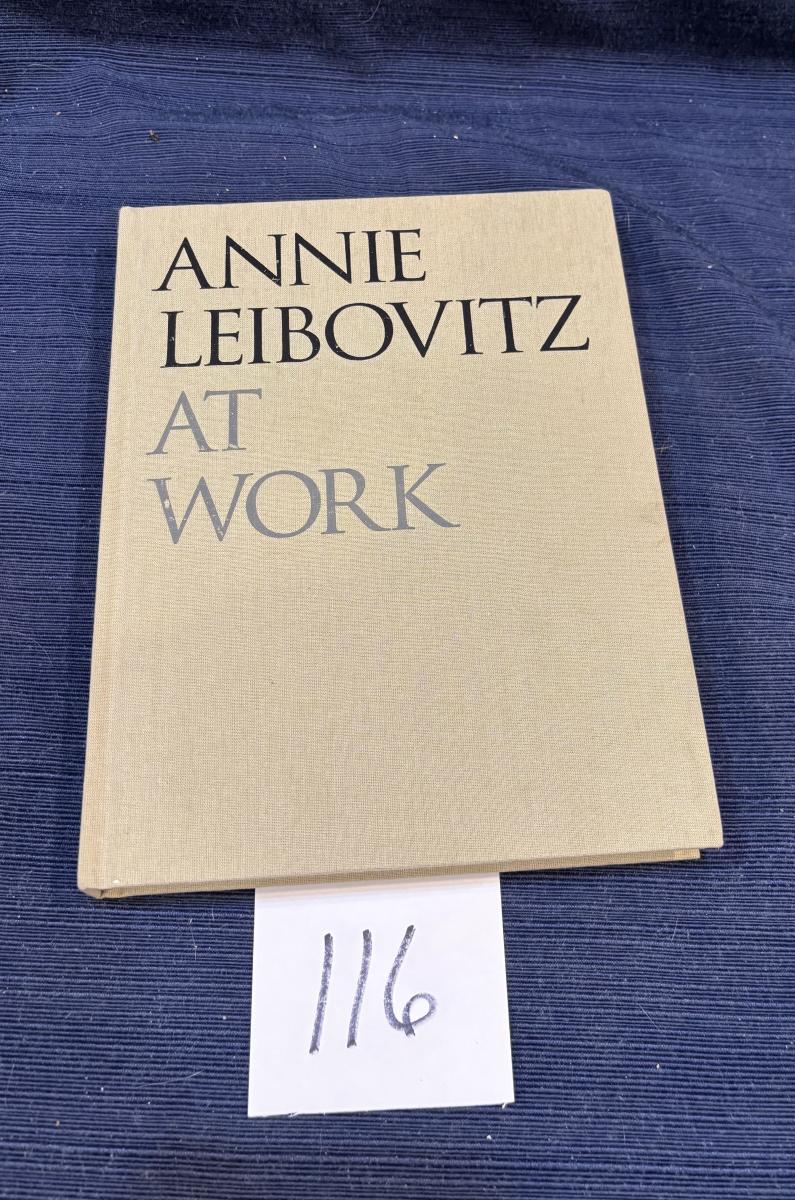 ANNIE
LEIBOVITZ
AT
WORK
116